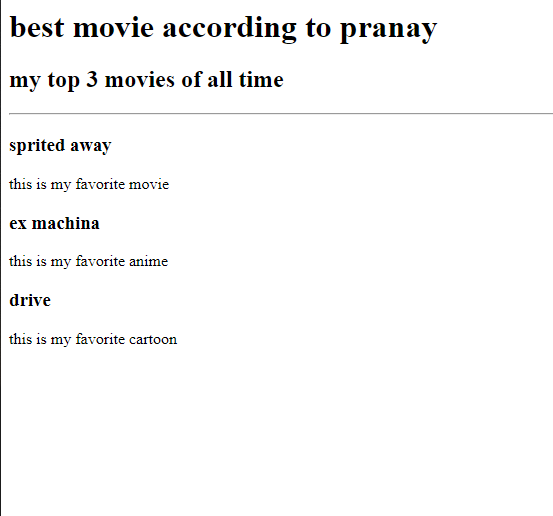 best movie according to pranay
my top 3 movies of all time
sprited away
this is my favorite movie
ex machina
this is my favorite anime
drive
this is my favorite cartoon